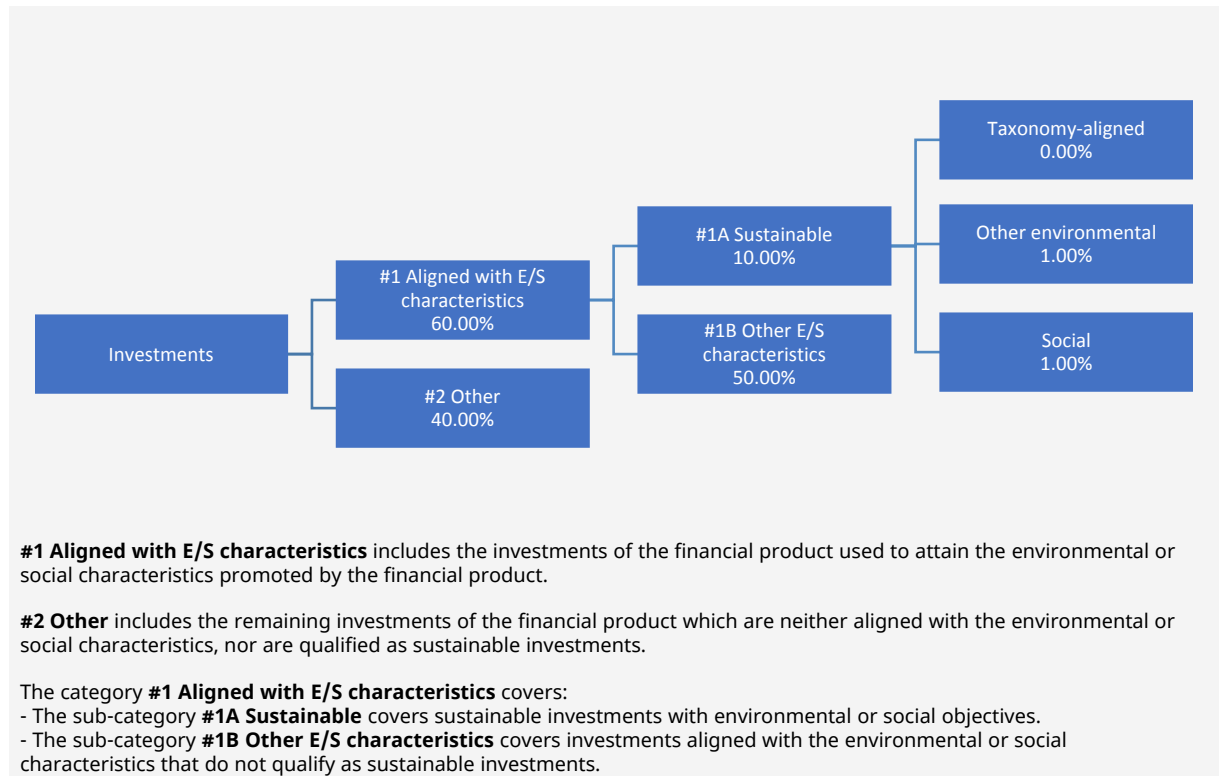 Investments
#1 Aligned with E/S
characteristics
60.00%
#2 Other
40.00%
#1A Sustainable
10.00%
#1B Other E/S
characteristics
50.00%
Taxonomy-aligned
0.00%
Other environmental
1.00%
Social
1.00%
#1 Aligned with E/S characteristics includes the investments of the financial product used to attain the environmental or
social characteristics promoted by the financial product.
#2 Other includes the remaining investments of the financial product which are neither aligned with the environmental or
social characteristics, nor are qualified as sustainable investments.
The category #1 Aligned with E/S characteristics covers:
- The sub-category #1A Sustainable covers sustainable investments with environmental or social objectives.
- The sub-category #1B Other E/S characteristics covers investments aligned with the environmental or social
characteristics that do not qualify as sustainable investments.